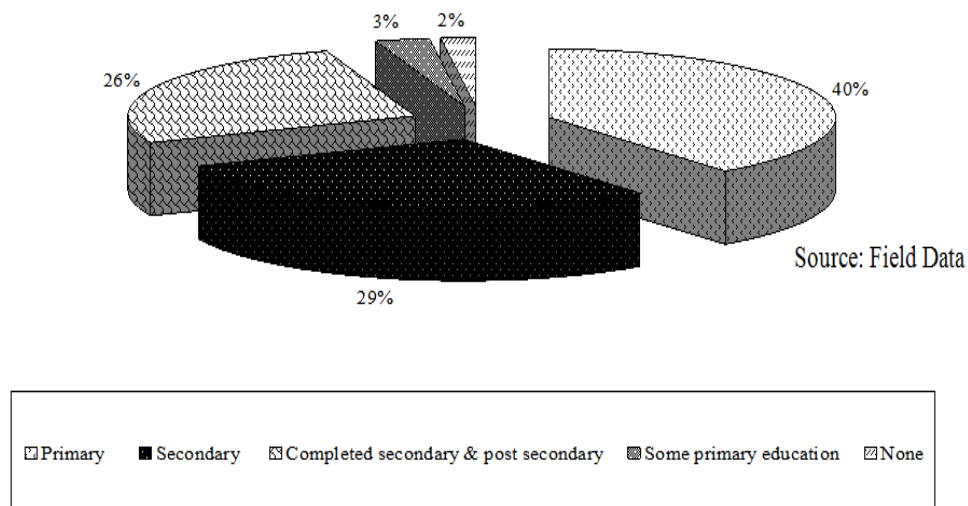 3%
2%
26%
40%
Source: Field Data
29%
Primary
Secondary
Completed secondary & post secondary
Some primary education
None